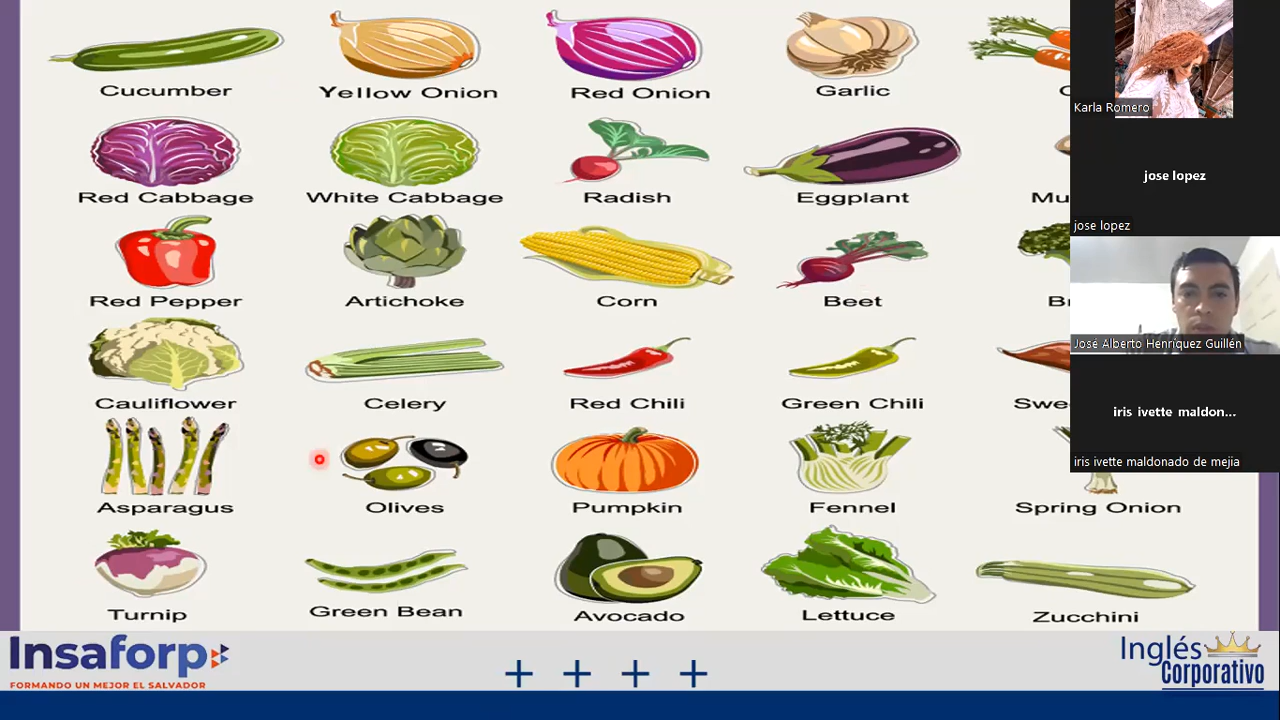 Cucumber
Yellow Onion
Red Onion
Garlic
Red Cabbage
White Cabbage
Radish
Eggplant
Red Pepper
Artichoke
Corn
Beet
Cauliflower
Celery
Red Chili
Green Chili
Asparagus
Olives
Pumpkin
Fennel
Spring Onion
Turnip
Green Bean
Avocado
Lettuce
Zucchini
Karla Romero
jose lopez
jose lopez
José Alberto Henríquez Guillén
iris ivette maldon...
iris ivette maldonado de mejia
Insaforp
FORMANDO UN MEJOR EL SALVADOR
Inglés
Corporativo